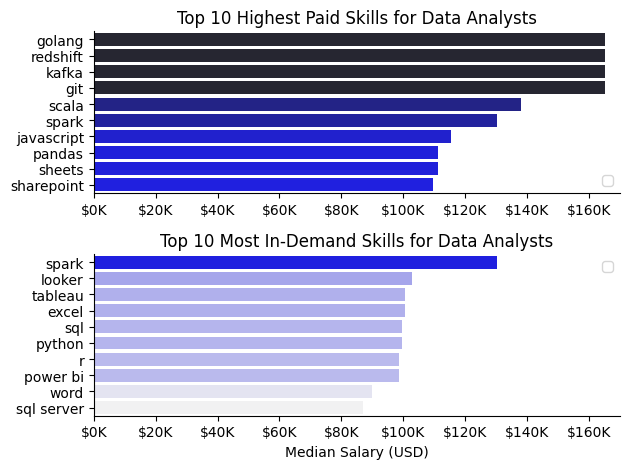 Top 10 Highest Paid Skills for Data Analysts
golang
redshift
kafka
git
scala
spark
javascript
pandas
sheets
sharepoint
$0K $20K $40K $60K $80K $100K $120K $140K $160K
Top 10 Most In-Demand Skills for Data Analysts
spark
looker
tableau
excel
sql
python
r
power bi
word
sql server
$0K $20K $40K $60K $80K $100K $120K $140K $160K
Median Salary (USD)